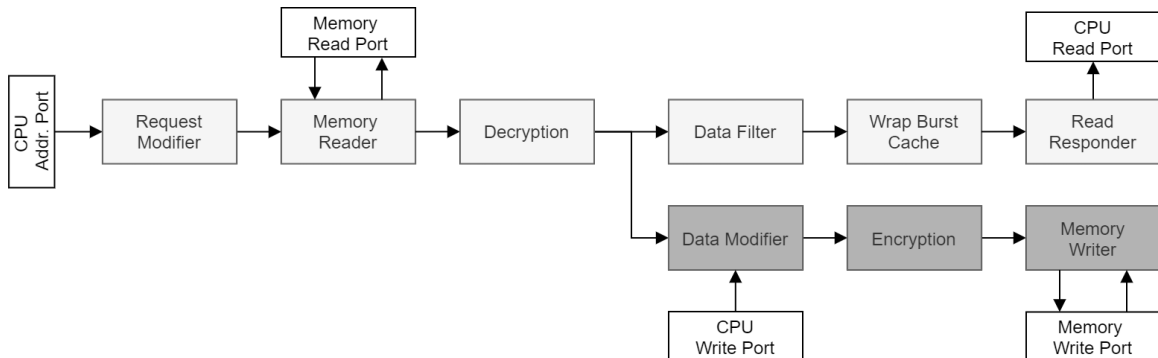 Memory
Read Port
CPU
Read Port
CPU
Addr. Port
Request
Modifier
Memory
Reader
Decryption
Data Filter
Wrap Burst
Cache
Read
Responder
Data Modifier
Encryption
Memory
Writer
CPU
Write Port
Memory
Write Port